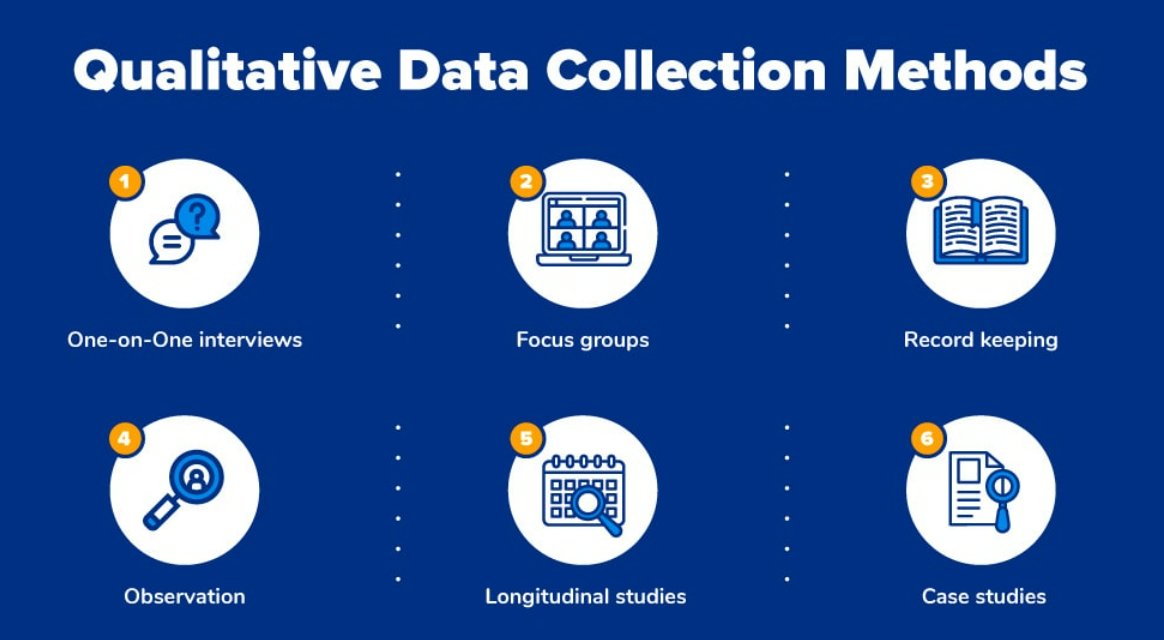 Qualitative Data Collection Methods
1
2
3
One-on-One interviews
Focus groups
Record keeping
4
5
6
Observation
Longitudinal studies
Case studies